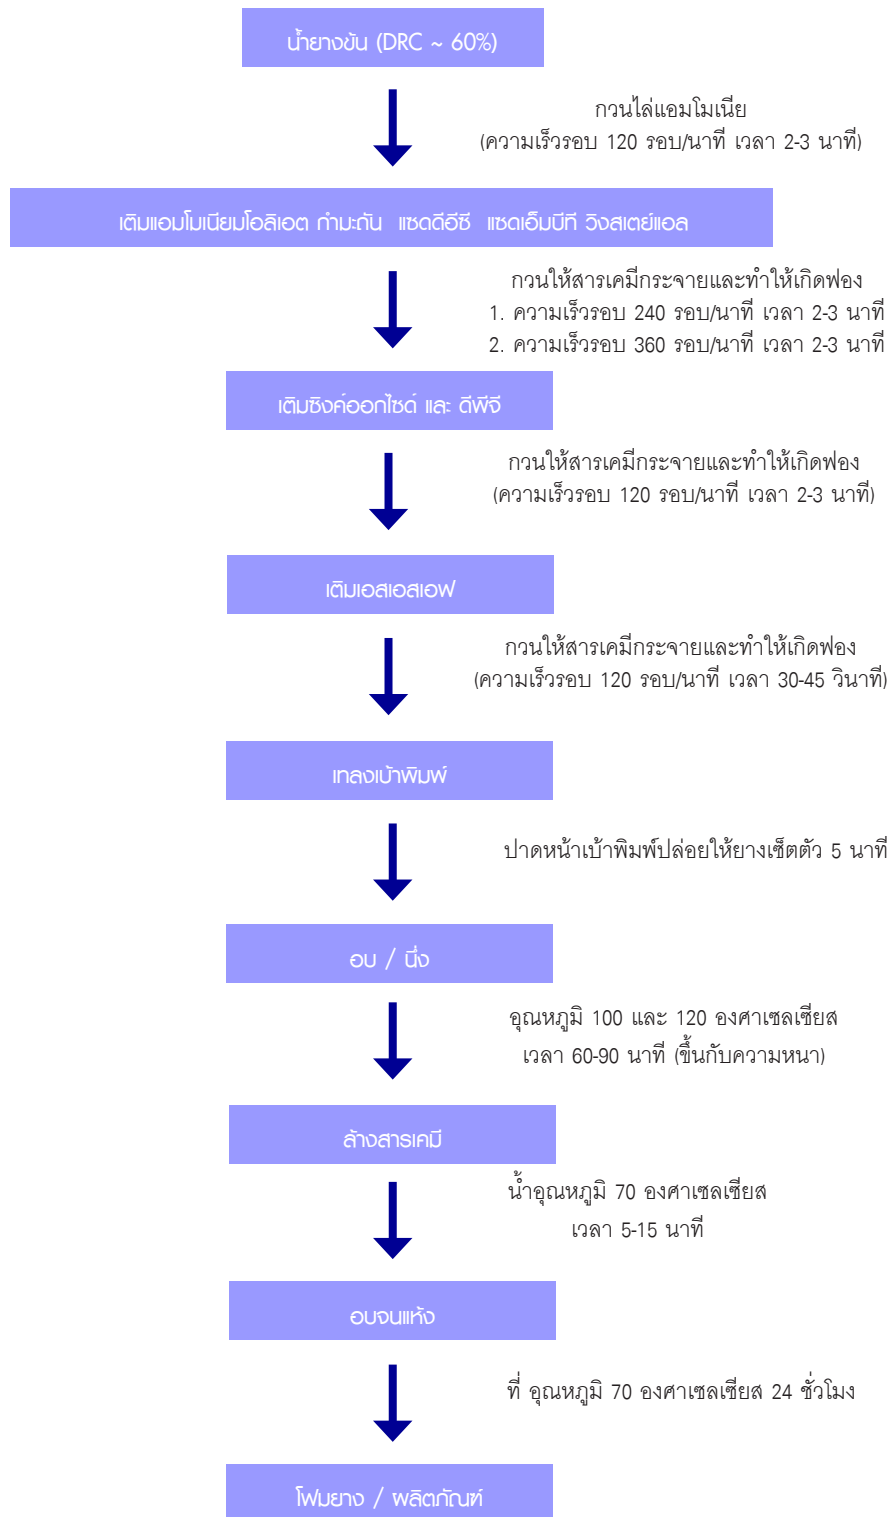 น้ำยางข้น (DRC ~ 60%)
กวนไล่แอมโมเนีย
(ความเร็วรอบ 120 รอบ/นาที เวลา 2-3 นาที)
เติมแอมโมเนียมโอลิเอต กำมะถัน แซดดีอีซี แซดเอ็มบีที วิงสเตย์แอล
กวนให้สารเคมีกระจายและทำให้เกิดฟอง
1. ความเร็วรอบ 240 รอบ/นาที เวลา 2-3 นาที
2. ความเร็วรอบ 360 รอบ/นาที เวลา 2-3 นาที
เติมซิงค์ออกไซด์ และ ดีพีจี
กวนให้สารเคมีกระจายและทำให้เกิดฟอง
(ความเร็วรอบ 120 รอบ/นาที เวลา 2-3 นาที)
เติมเอสเอสเอฟ
กวนให้สารเคมีกระจายและทำให้เกิดฟอง
(ความเร็วรอบ 120 รอบ/นาที เวลา 30-45 วินาที)
เทลงเบ้าพิมพ์
ปาดหน้าเบ้าพิมพ์ปล่อยให้ยางเซ็ตตัว 5 นาที
อบ / นึ่ง
อุณหภูมิ 100 และ 120 องศาเซลเซียส
เวลา 60-90 นาที (ขึ้นกับความหนา)
ล้างสารเคมี
น้ำอุณหภูมิ 70 องศาเซลเซียส
เวลา 5-15 นาที
อบจนแห้ง
ที่ อุณหภูมิ 70 องศาเซลเซียส 24 ชั่วโมง
โฟมยาง / ผลิตภัณฑ์